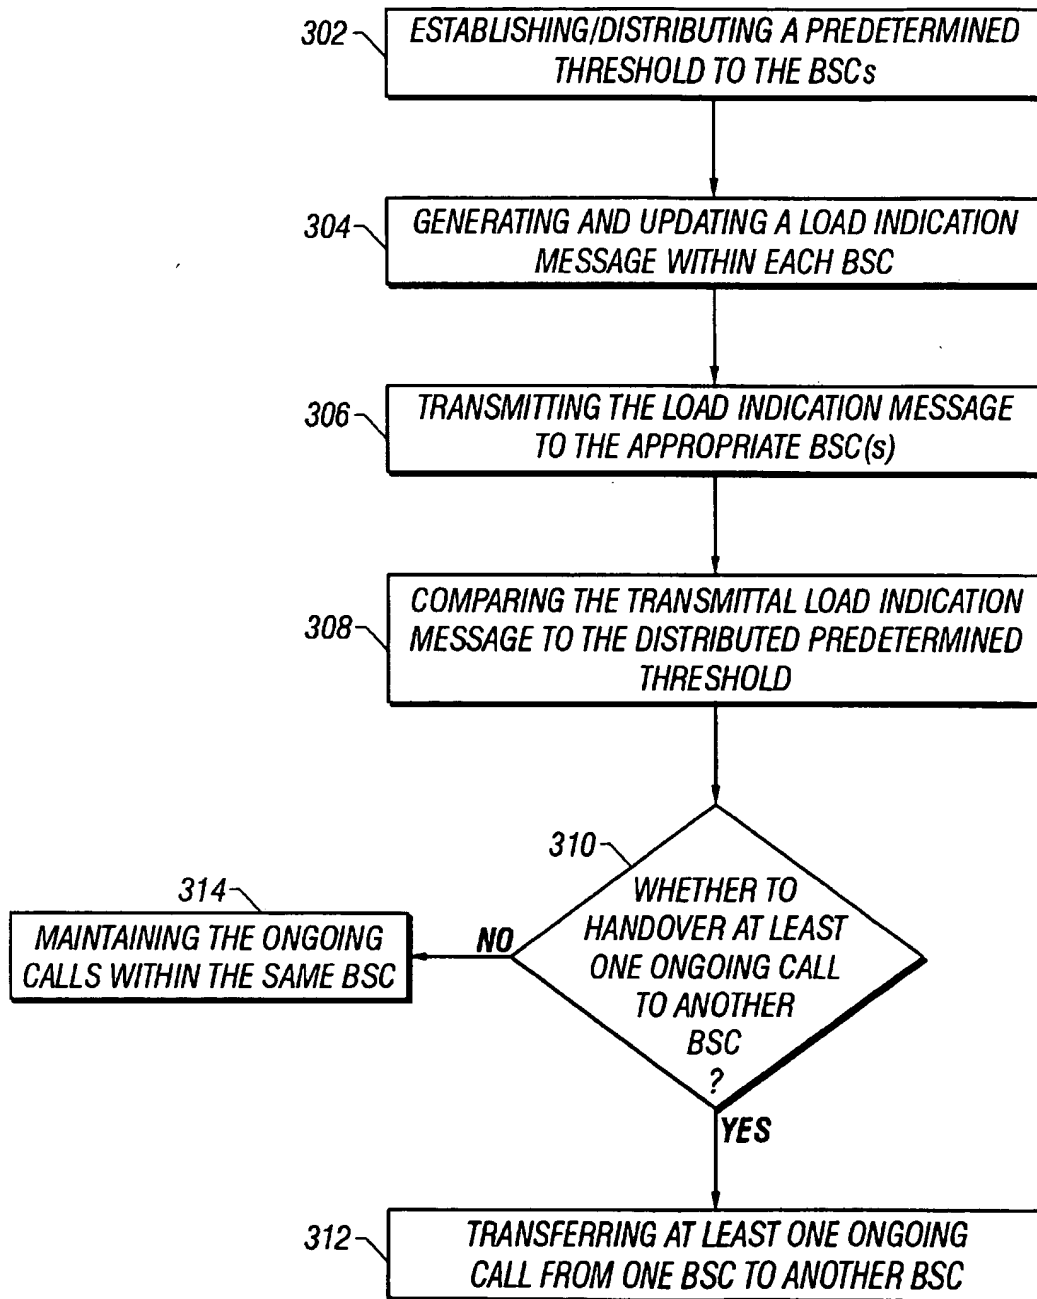 302
ESTABLISHING/DISTRIBUTING A PREDETERMINED
THRESHOLD TO THE BSCs
304
GENERATING AND UPDATING A LOAD INDICATION
MESSAGE WITHIN EACH BSC
306
TRANSMITTING THE LOAD INDICATION MESSAGE
TO THE APPROPRIATE BSC(s)
308
COMPARING THE TRANSMITTAL LOAD INDICATION
MESSAGE TO THE DISTRIBUTED PREDETERMINED
THRESHOLD
310
WHETHER TO
HANDOVER AT LEAST
ONE ONGOING CALL
TO ANOTHER
BSC
?
NO
314
MAINTAINING THE ONGOING
CALLS WITHIN THE SAME BSC
YES
312
TRANSFERRING AT LEAST ONE ONGOING
CALL FROM ONE BSC TO ANOTHER BSC